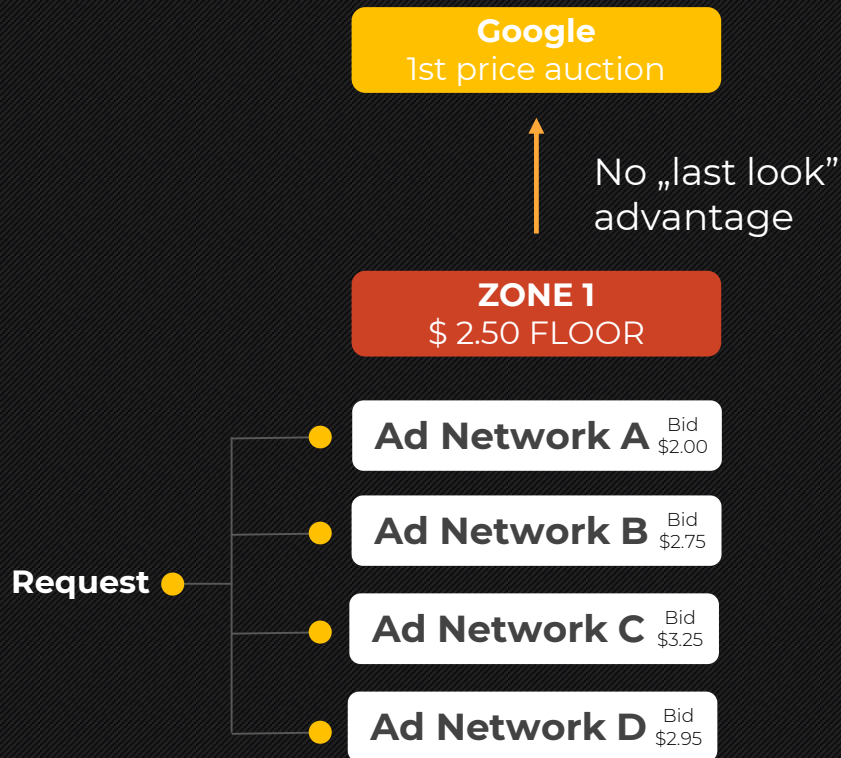 Google
1st price auction
No „last look”
advantage
ZONE 1
$ 2.50 FLOOR
Ad Network A Bid
$2.00
Ad Network B Bid
$2.75
Request
Ad Network C Bid
$3.25
Ad Network D Bid
$2.95